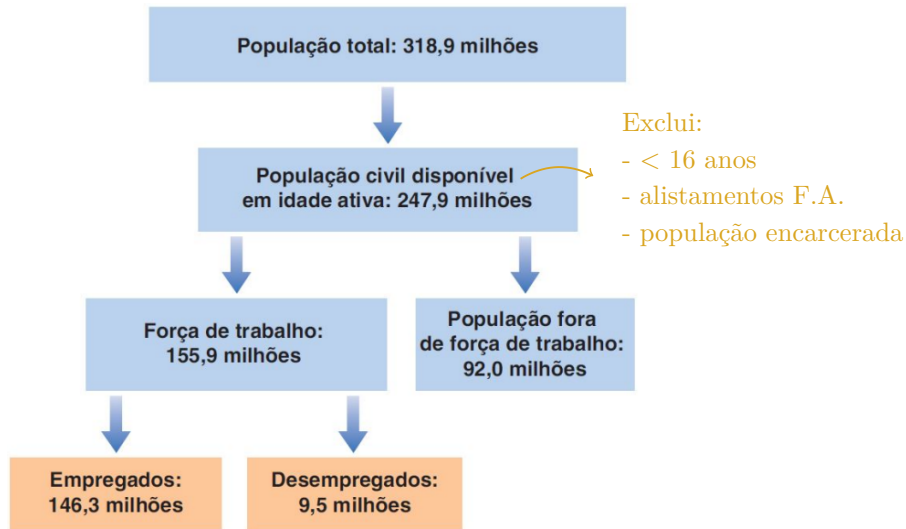 População total: 318,9 milhões
População civil disponível
em idade ativa: 247,9 milhões
Exclui:
- < 16 anos
- alistamentos F.A.
- população encarcerada
Força de trabalho:
155,9 milhões
População fora
de força de trabalho:
92,0 milhões
Empregados:
146,3 milhões
Desempregados:
9,5 milhões